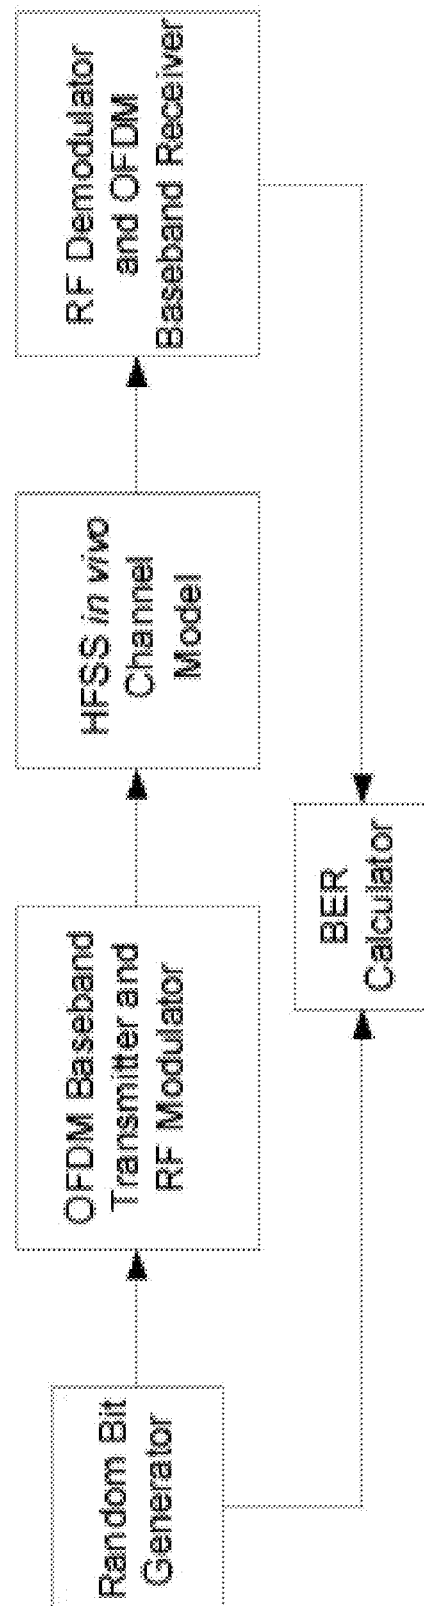 Random Bit
Generator
OFDM Baseband
Transmitter and
RF Modulator
HFSS in vivo
Channel
Model
RF Demodulator
and OFDM
Baseband Receiver
BER
Calculator